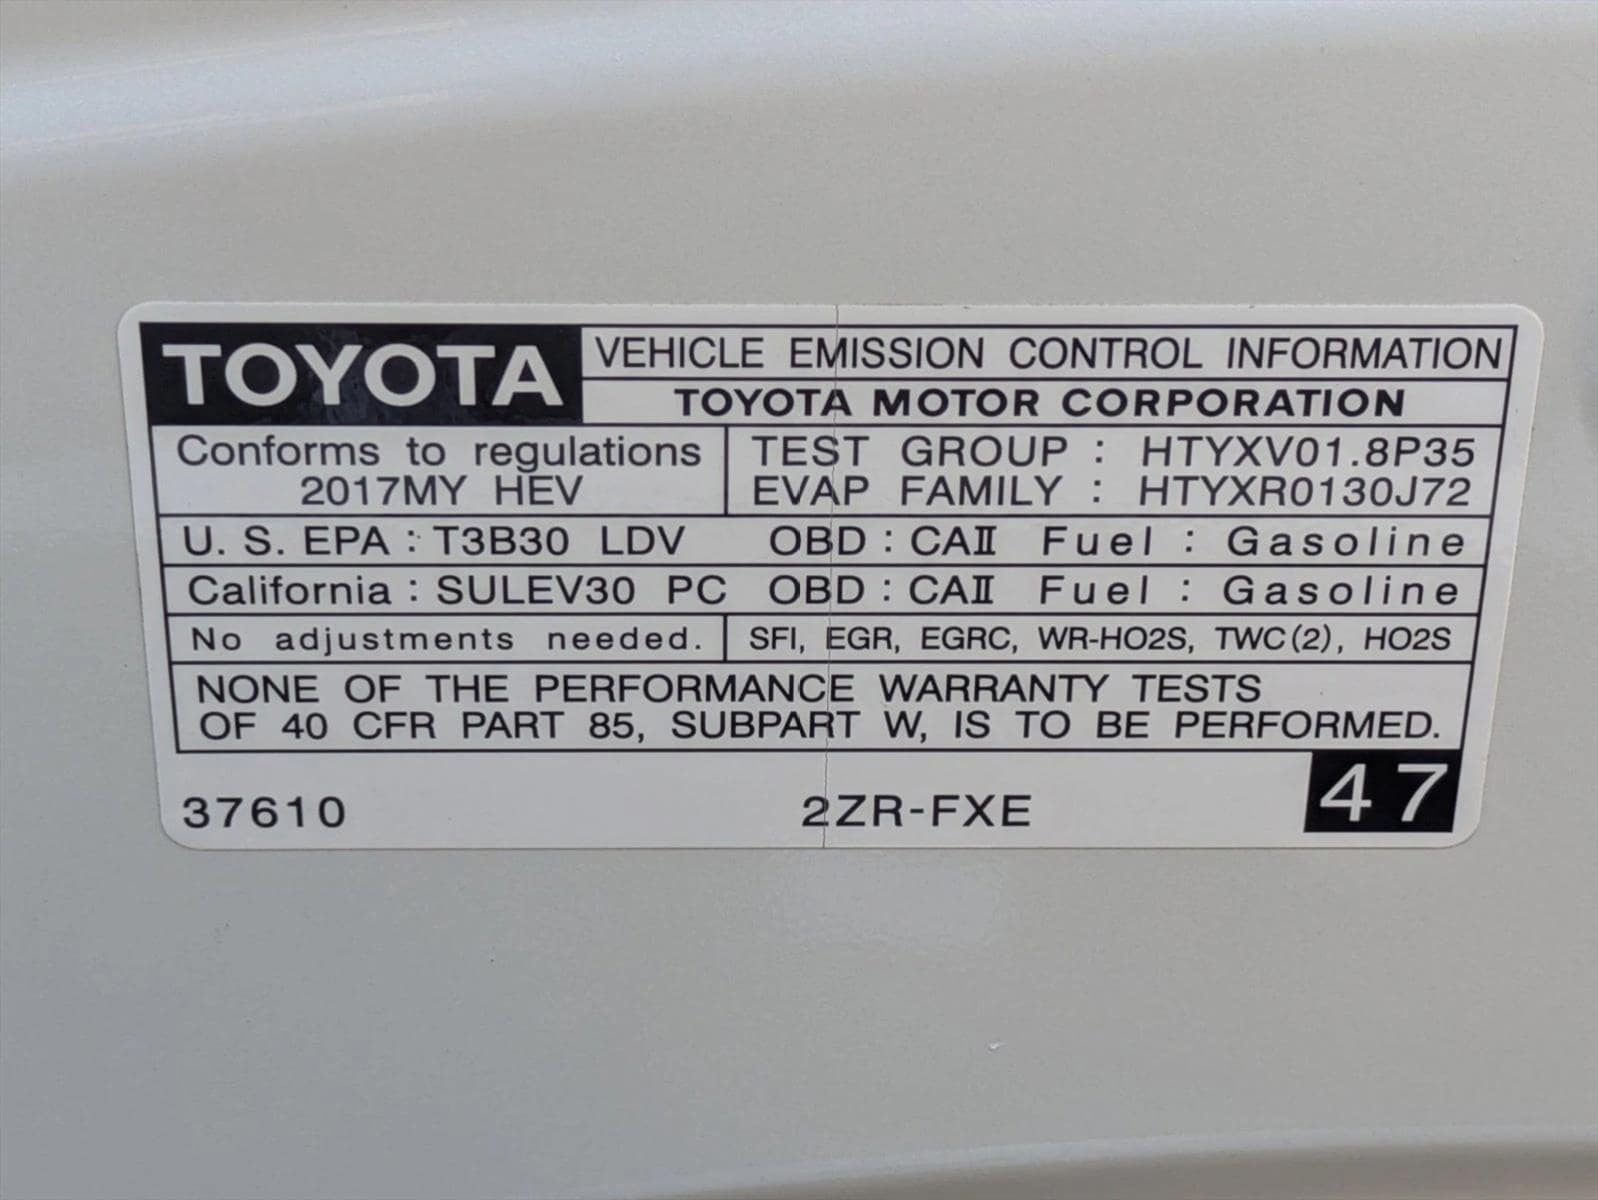 TOYOTA VEHICLE EMISSION CONTROL INFORMATION
TOYOTA MOTOR CORPORATION
Conforms to regulations
2017MY HEV
TEST GROUP : HTYXV01.8P35
EVAP FAMILY : HTYXR0130J72
U. S. EPA : T3B30 LDV OBD : CAⅡ Fuel : Gasoline
California : SULEV30 PC OBD : CAⅡ Fuel : Gasoline
No adjustments needed. SFI, EGR, EGRC, WR-HO2S, TWC(2), HO2S
NONE OF THE PERFORMANCE WARRANTY TESTS
OF 40 CFR PART 85, SUBPART W, IS TO BE PERFORMED.
37610 2ZR-FXE 47